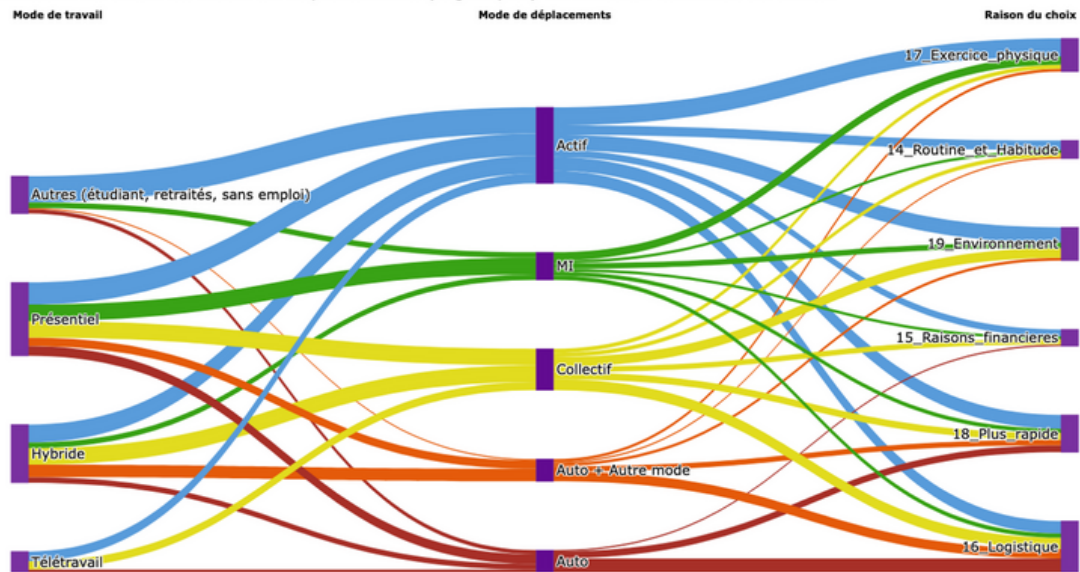 Mode de travail
Mode de déplacements
Raison du choix
Autres (étudiant, retraités, sans emploi)
Présentiel
Hybride
Télétravail
Actif
MI
Collectif
Auto + Autre mode
Auto
17_Exercice_physique
14_Routine_et_Habitude
19_Environnement
15_Raisons_financieres
18_Plus_rapide
16_Logistique